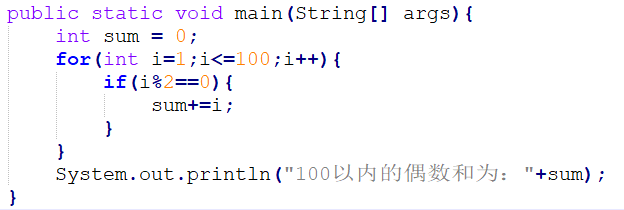 public static void main(String[] args){
    int sum = 0;
    for(int i=1;i<=100;i++){
        if(i%2==0){
            sum+=i;
        }
    }
    System.out.println("100以内的偶数和为："+sum);
}